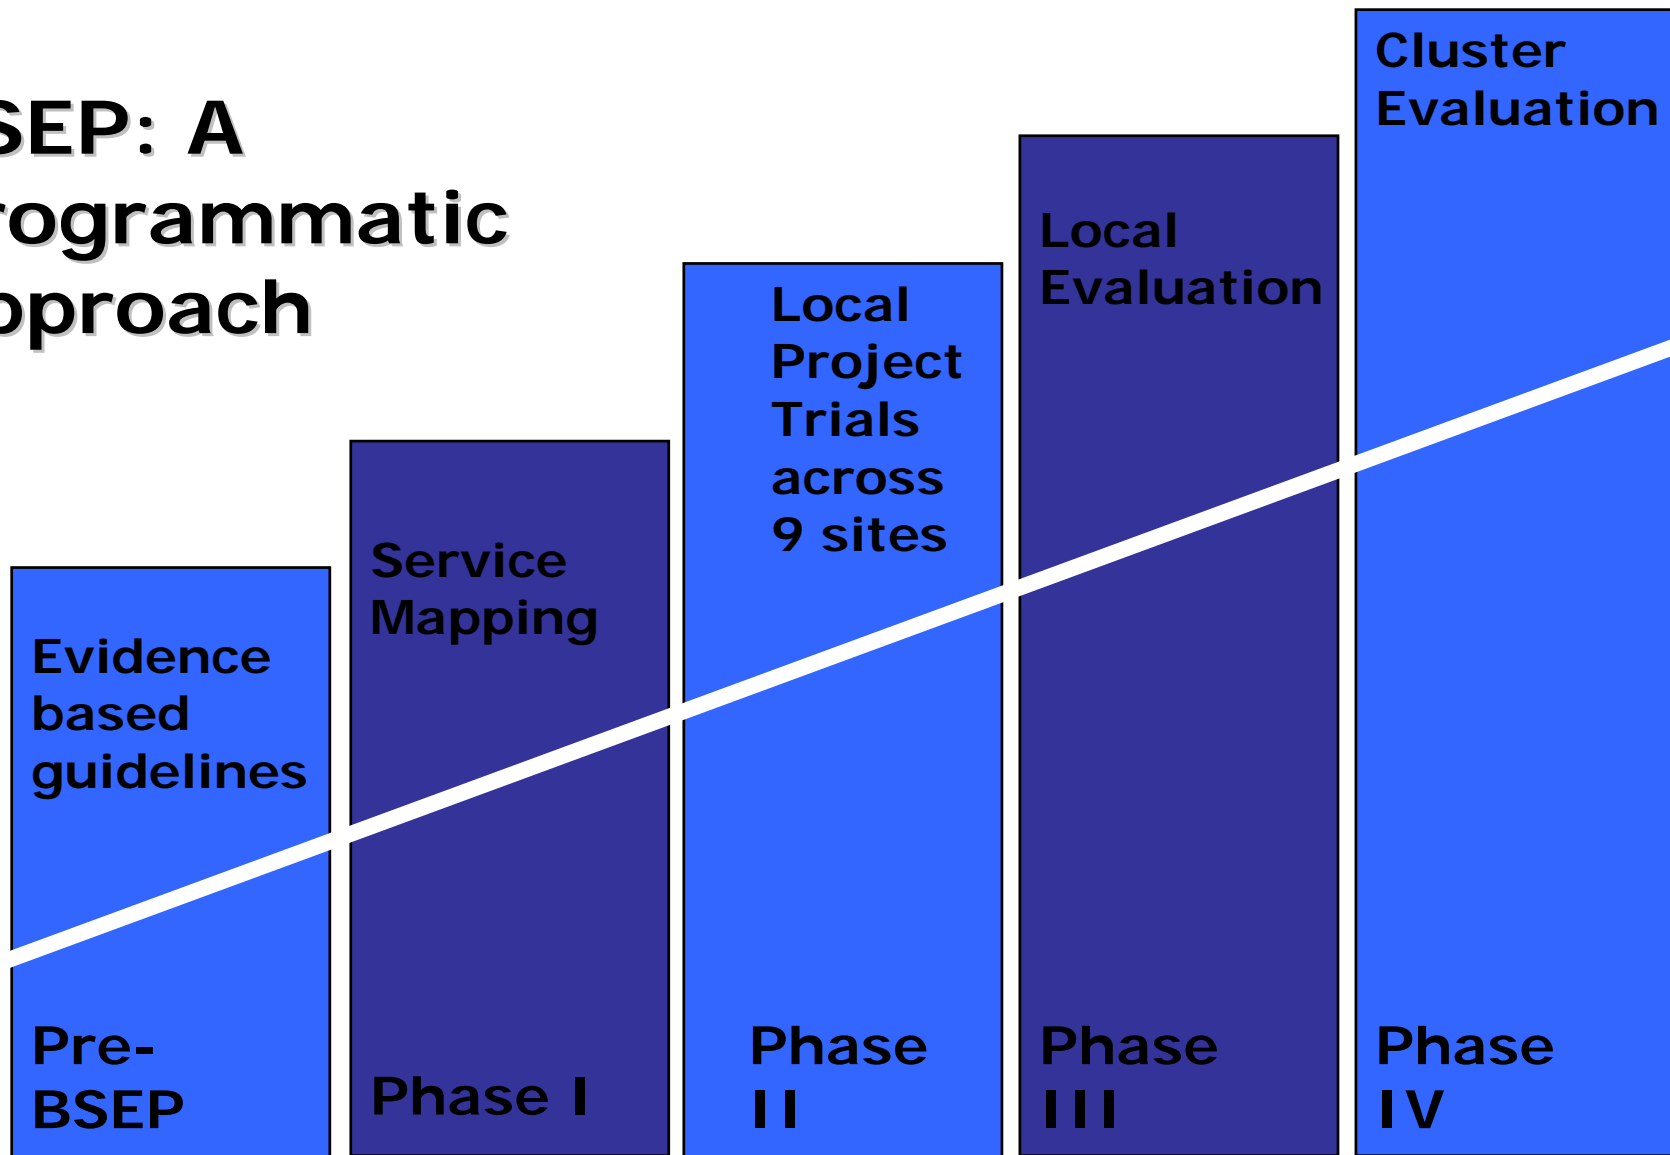 SEP: A
rogrammatic
pproach
Evidence
based
guidelines
Pre-
BSEP
Service
Mapping
Phase I
Local
Project
Trials
across
9 sites
Phase
II
Local
Evaluation
Phase
III
Cluster
Evaluation
Phase
IV